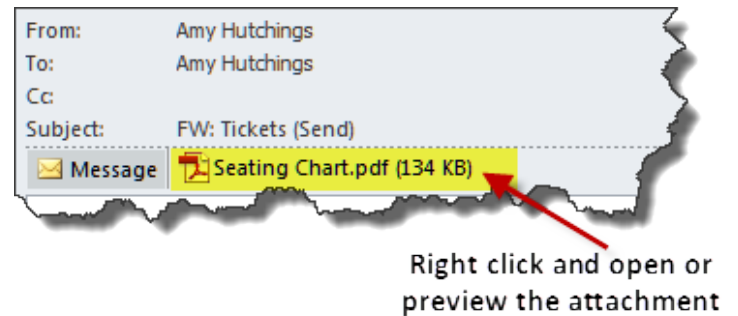 From: Amy Hutchings
To: Amy Hutchings
Cc:
Subject: FW: Tickets (Send)
Message Seating Chart.pdf (134 KB)
Right click and open or
preview the attachment